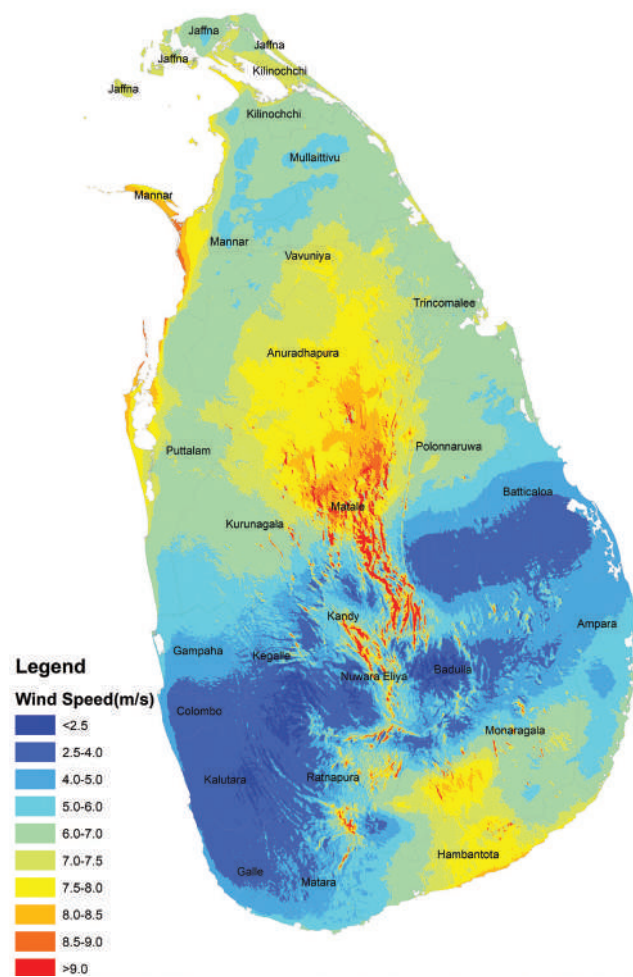 Jaffna
Jaffna
Jaffna
Kilinochchi
Jaffna
Kilinochchi
Mullaittivu
Mannar
Mannar
Vavuniya
Trincomalee
Anuradhapura
Polonnaruwa
Puttalam
Batticaloa
Matale
Kurunagala
Kandy
Ampara
Gampaha
Kegalle
Badulla
Nuwara Eliya
Colombo
Monaragala
Ratnapura
Kalutara
Hambantota
Galle
Matara
Legend
Wind Speed(m/s)
<2.5
2.5-4.0
4.0-5.0
5.0-6.0
6.0-7.0
7.0-7.5
7.5-8.0
8.0-8.5
8.5-9.0
>9.0